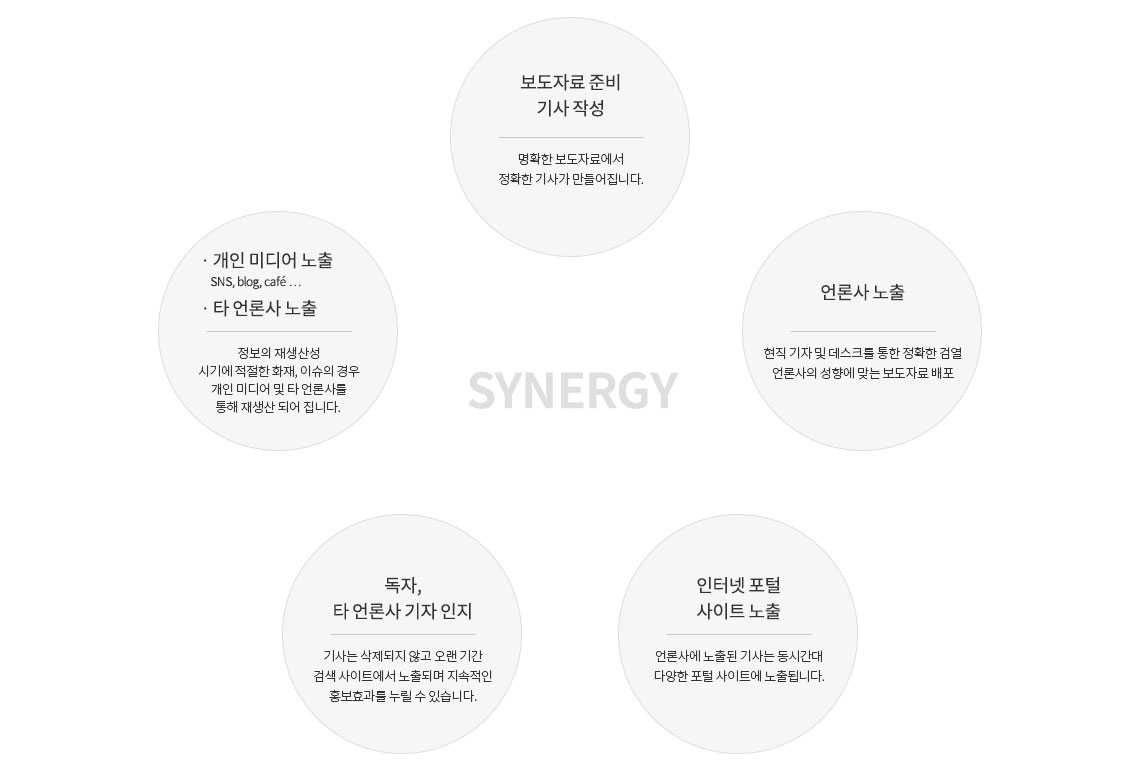 보도자료 준비
기사 작성
명확한 보도자료에서
정확한 기사가 만들어집니다.
언론사 노출
현직 기자 및 데스크를 통한 정확한 검열
언론사의 성향에 맞는 보도자료 배포
인터넷 포털
사이트 노출
언론사에 노출된 기사는 동시간대
다양한 포털 사이트에 노출됩니다.
독자,
타 언론사 기자 인지
기사는 삭제되지 않고 오랜 기간
검색 사이트에서 노출되며 지속적인
홍보효과를 누릴 수 있습니다.
· 개인 미디어 노출
SNS, blog, café …
· 타 언론사 노출
정보의 재생산성
시기에 적절한 화재, 이슈의 경우
개인 미디어 및 타 언론사를
통해 재생산 되어 집니다.
SYNERGY